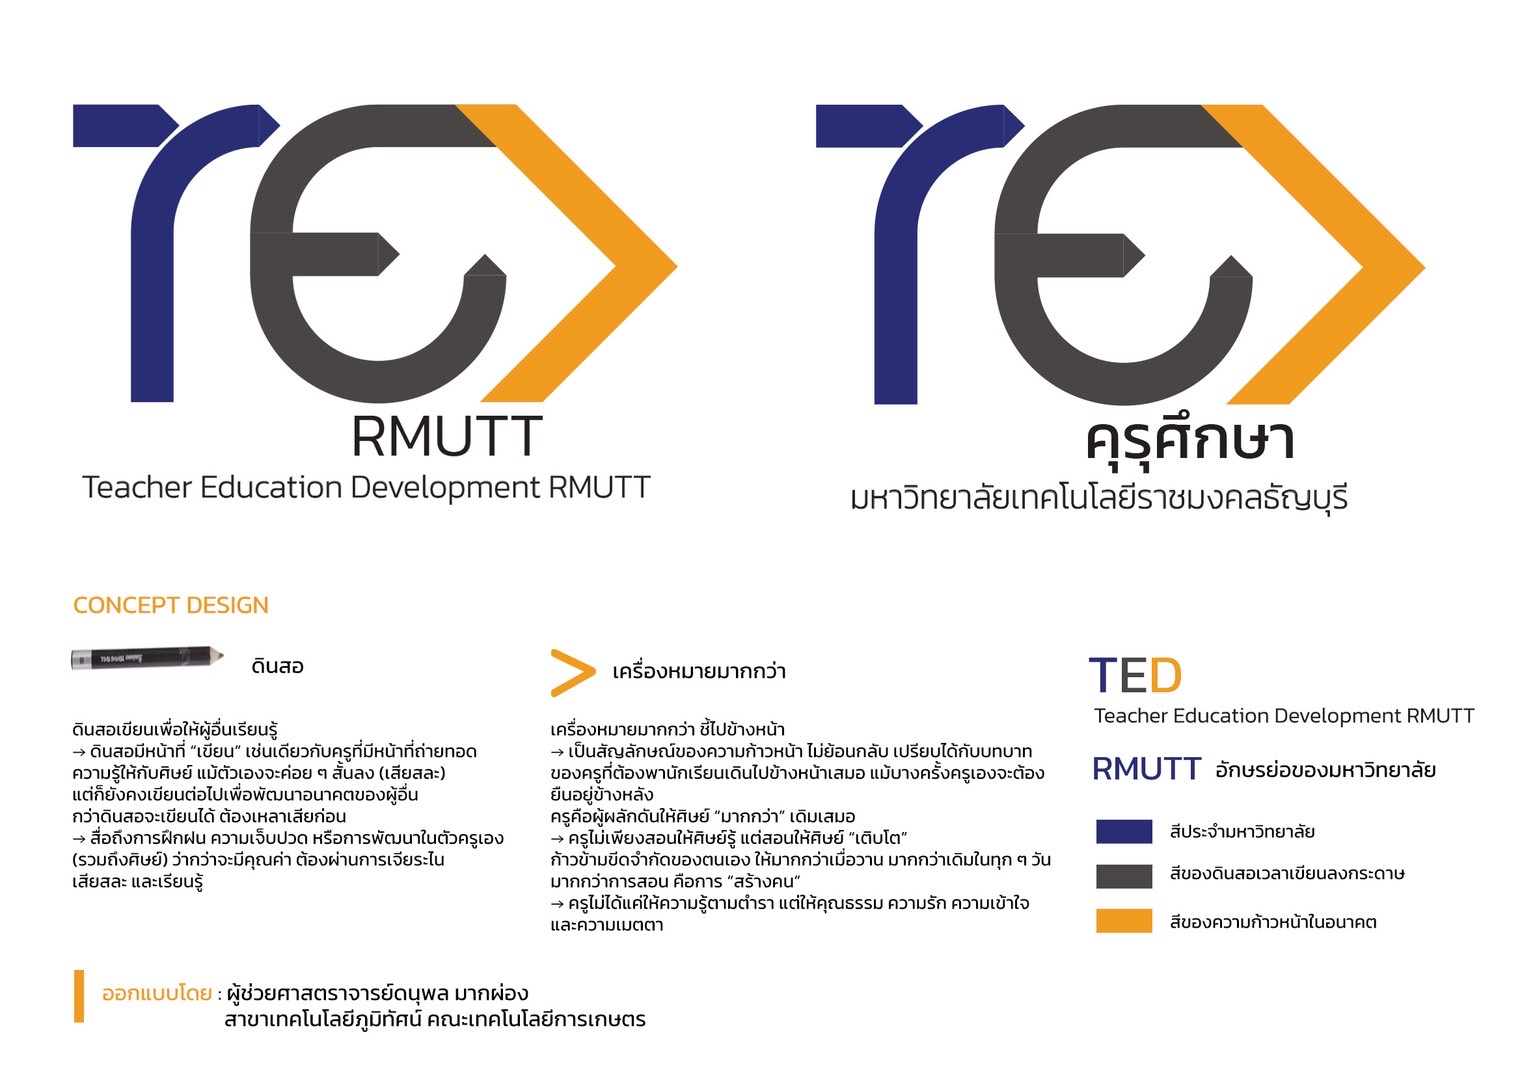 TED
RMUTT
Teacher Education Development RMUTT
TED
คุรุศึกษา
มหาวิทยาลัยเทคโนโลยีราชมงคลธัญบุรี
CONCEPT DESIGN
ดินสอ
ดินสอเขียนเพื่อให้ผู้อื่นเรียนรู้
→ ดินสอมีหน้าที่ “เขียน” เช่นเดียวกับครูที่มีหน้าที่ถ่ายทอด
ความรู้ให้กับศิษย์ แม้ตัวเองจะค่อย ๆ สั้นลง (เสียสละ)
แต่ก็ยังคงเขียนต่อไปเพื่อพัฒนาอนาคตของผู้อื่น
กว่าดินสอจะเขียนได้ ต้องเหลาเสียก่อน
→ สื่อถึงการฝึกฝน ความเจ็บปวด หรือการพัฒนาในตัวครูเอง
(รวมถึงศิษย์) ว่ากว่าจะมีคุณค่า ต้องผ่านการเจียระไน
เสียสละ และเรียนรู้
เครื่องหมายมากกว่า
เครื่องหมายมากกว่า ชี้ไปข้างหน้า
→ เป็นสัญลักษณ์ของความก้าวหน้า ไม่ย้อนกลับ เปรียบได้กับบทบาท
ของครูที่ต้องพานักเรียนเดินไปข้างหน้าเสมอ แม้บางครั้งครูเองจะต้อง
ยืนอยู่ข้างหลัง
ครูคือผู้ผลักดันให้ศิษย์ “มากกว่า” เดิมเสมอ
→ ครูไม่เพียงสอนให้ศิษย์รู้ แต่สอนให้ศิษย์ “เติบโต”
ก้าวข้ามขีดจำกัดของตนเอง ให้มากกว่าเมื่อวาน มากกว่าเดิมในทุก ๆ วัน
มากกว่าการสอน คือการ “สร้างคน”
→ ครูไม่ได้แค่ให้ความรู้ตามตำรา แต่ให้คุณธรรม ความรัก ความเข้าใจ
และความเมตตา
TED
Teacher Education Development RMUTT
RMUTT อักษรย่อของมหาวิทยาลัย
สีประจำมหาวิทยาลัย
สีของดินสอเวลาเขียนลงกระดาษ
สีของความก้าวหน้าในอนาคต
ออกแบบโดย : ผู้ช่วยศาสตราจารย์ดนุพล มากผ่อง
สาขาเทคโนโลยีภูมิทัศน์ คณะเทคโนโลยีการเกษตร